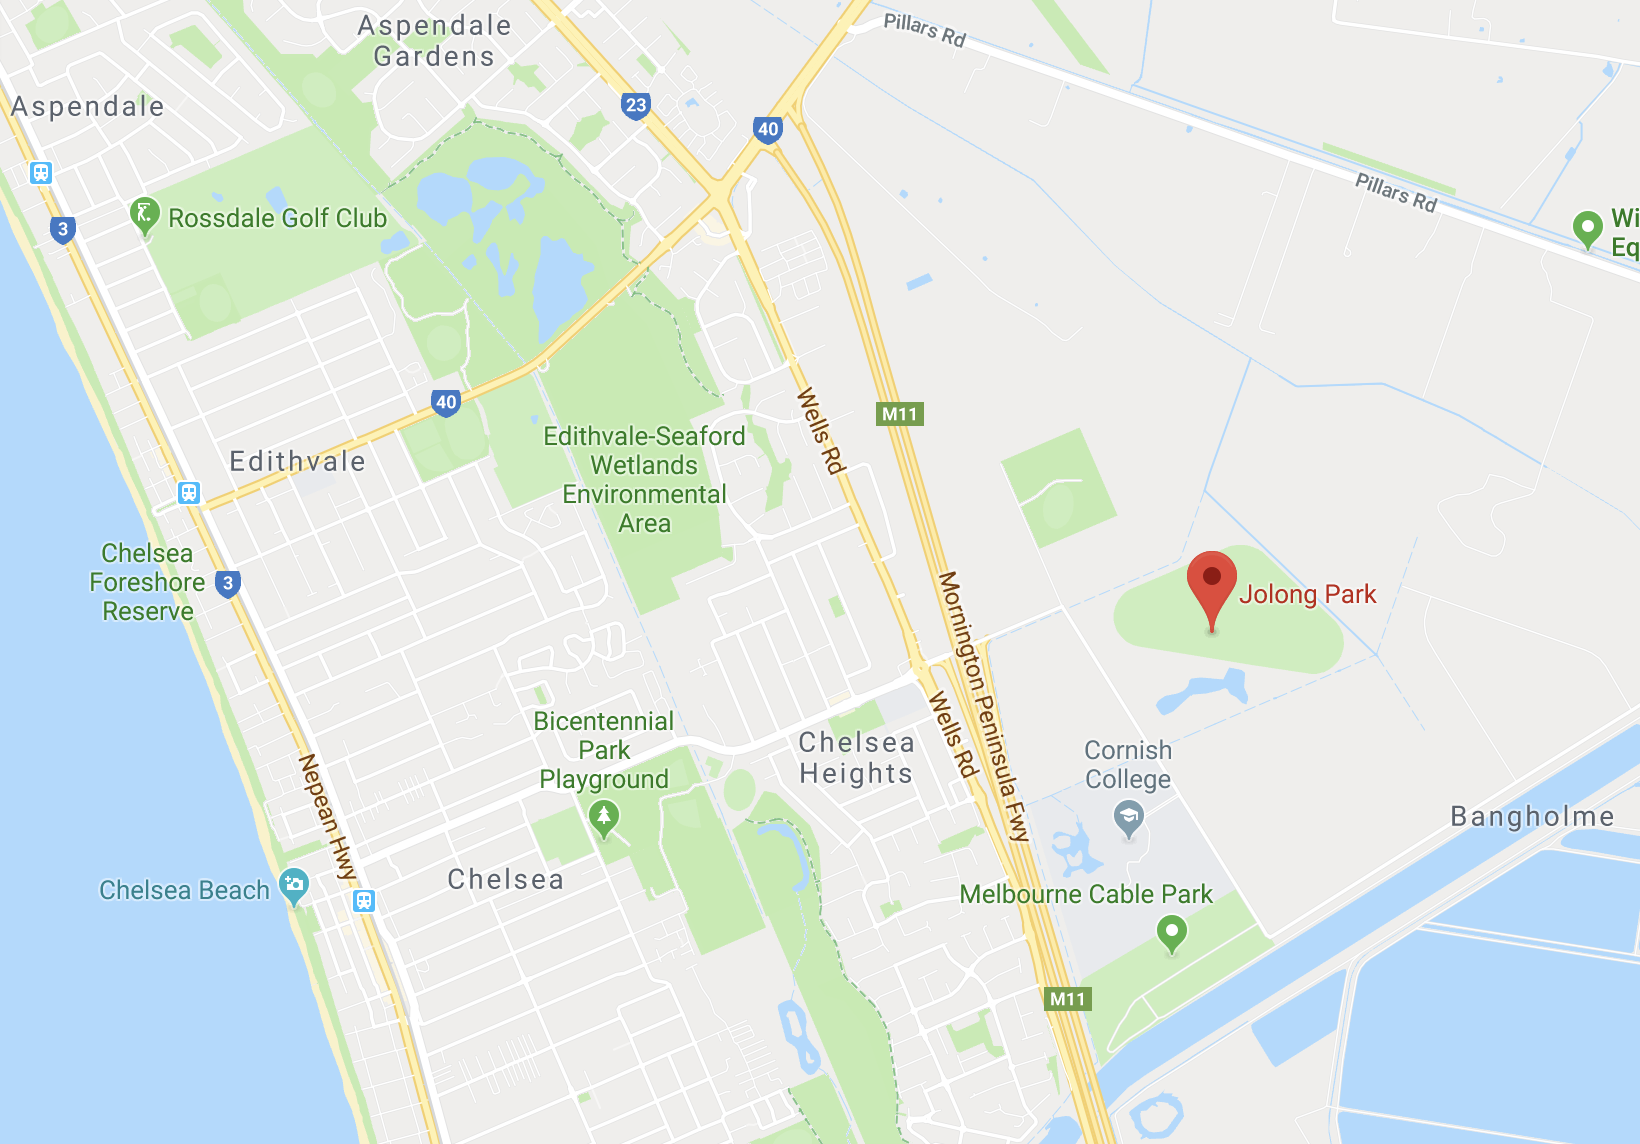 Aspendale
Gardens
Pillars Rd
Aspendale
23
40
Pillars Rd
3
Rossdale Golf Club
Wi
Eq
40
M11
Wells Rd
Edithvale-Seaford
Wetlands
Environmental
Area
Edithvale
Chelsea
Foreshore
Reserve
3
Mornington Peninsula Fwy
Jolong Park
Wells Rd
Bicentennial
Park
Playground
Chelsea
Heights
Cornish
College
Nepean Hwy
Bangholme
Chelsea Beach
Chelsea
Melbourne Cable Park
M11